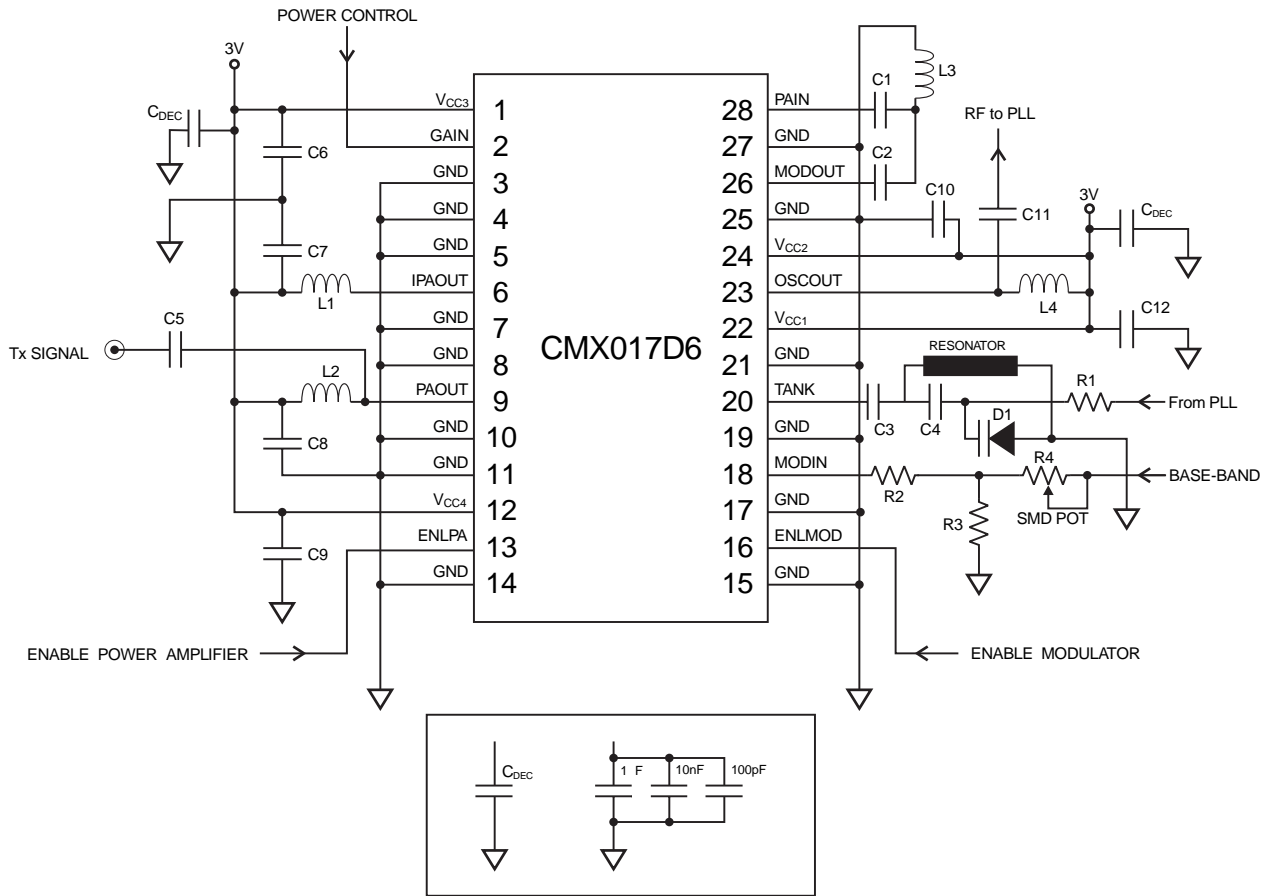 POWER CONTROL
3V
CDEC
C6
C7
L1
C5
Tx SIGNAL
L2
C8
C9
ENABLE POWER AMPLIFIER
VCC3
GAIN
GND
GND
GND
IPAOUT
GND
GND
PAOUT
GND
GND
VCC4
ENLPA
GND
1
2
3
4
5
6
7
8
9
10
11
12
13
14
CMX017D6
28
27
26
25
24
23
22
21
20
19
18
17
16
15
PAIN
GND
MODOUT
GND
VCC2
OSCOUT
VCC1
GND
TANK
GND
MODIN
GND
ENLMOD
GND
C1
L3
C2
RF to PLL
C10
C11
3V
CDEC
L4
C12
RESONATOR
R1
From PLL
C3
C4
D1
R2
R4
BASE-BAND
R3
SMD POT
ENABLE MODULATOR
CDEC
1 F
10nF
100pF